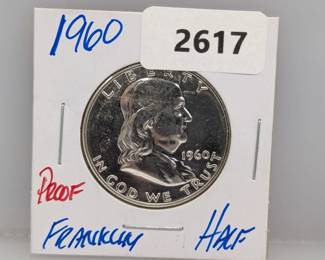 1960
2617
LIBERTY
1960
IN GOD WE TRUST
PROOF
FRANKLIN HALF